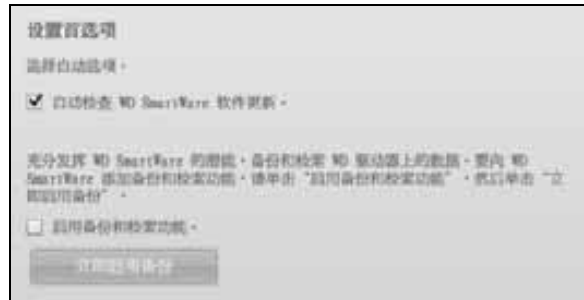 设置首选项
选择自动选项。
自动检查 WD SmartWare 软件更新。
充分发挥 WD SmartWare 的潜能。备份和检索 WD 驱动器上的数据。要向 WD
SmartWare 添加备份和检索功能，请单击“启用备份和检索功能”，然后单击“立
即启用备份”。
启用备份和检索功能。
立即启用备份